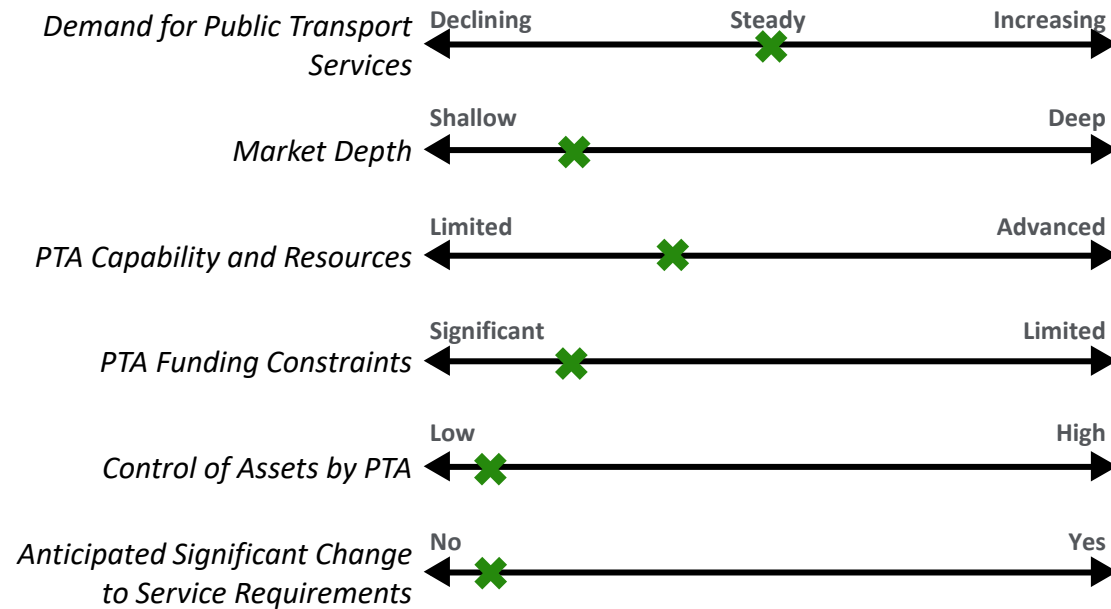 Declining Steady Increasing
Demand for Public Transport
Services
Shallow Deep
Market Depth
Limited Advanced
PTA Capability and Resources
Significant Limited
PTA Funding Constraints
Low High
Control of Assets by PTA
No Yes
Anticipated Significant Change
to Service Requirements